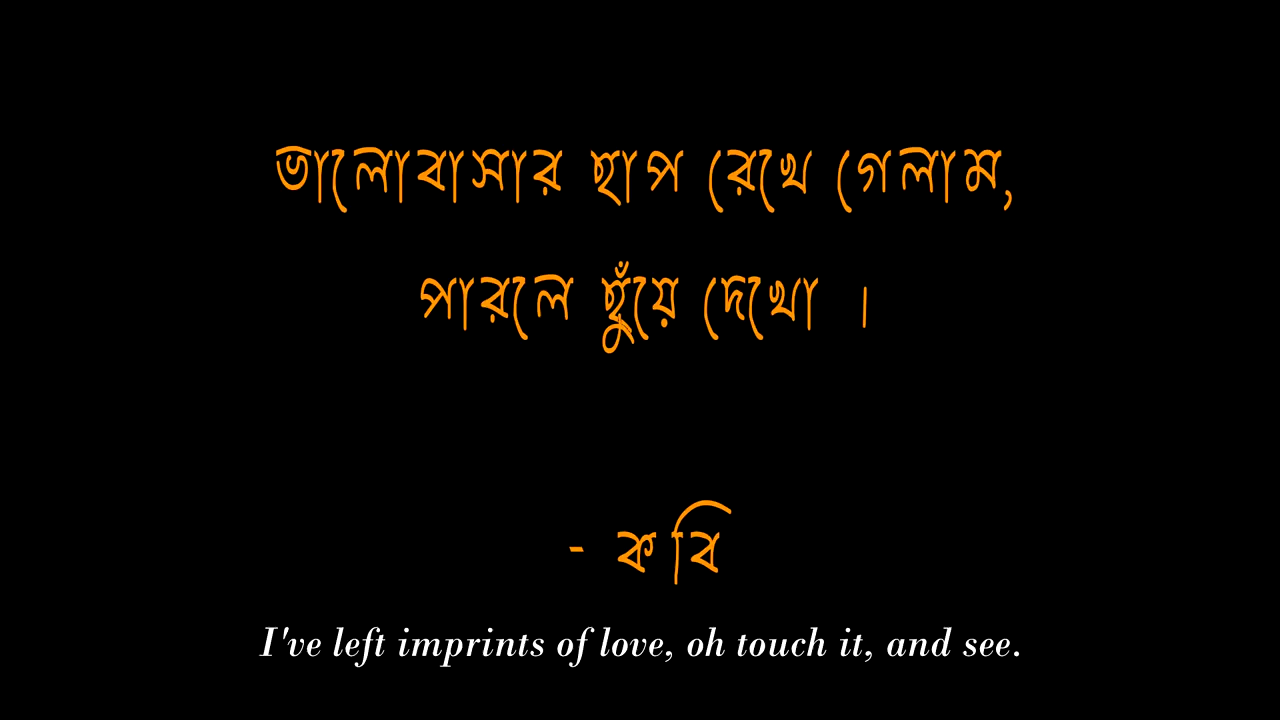 ভালোবাসার ছাপ রেখে গেলাম,
পারলে ছুঁয়ে দেখো ।
- কবি
I've left imprints of love, oh touch it, and see.